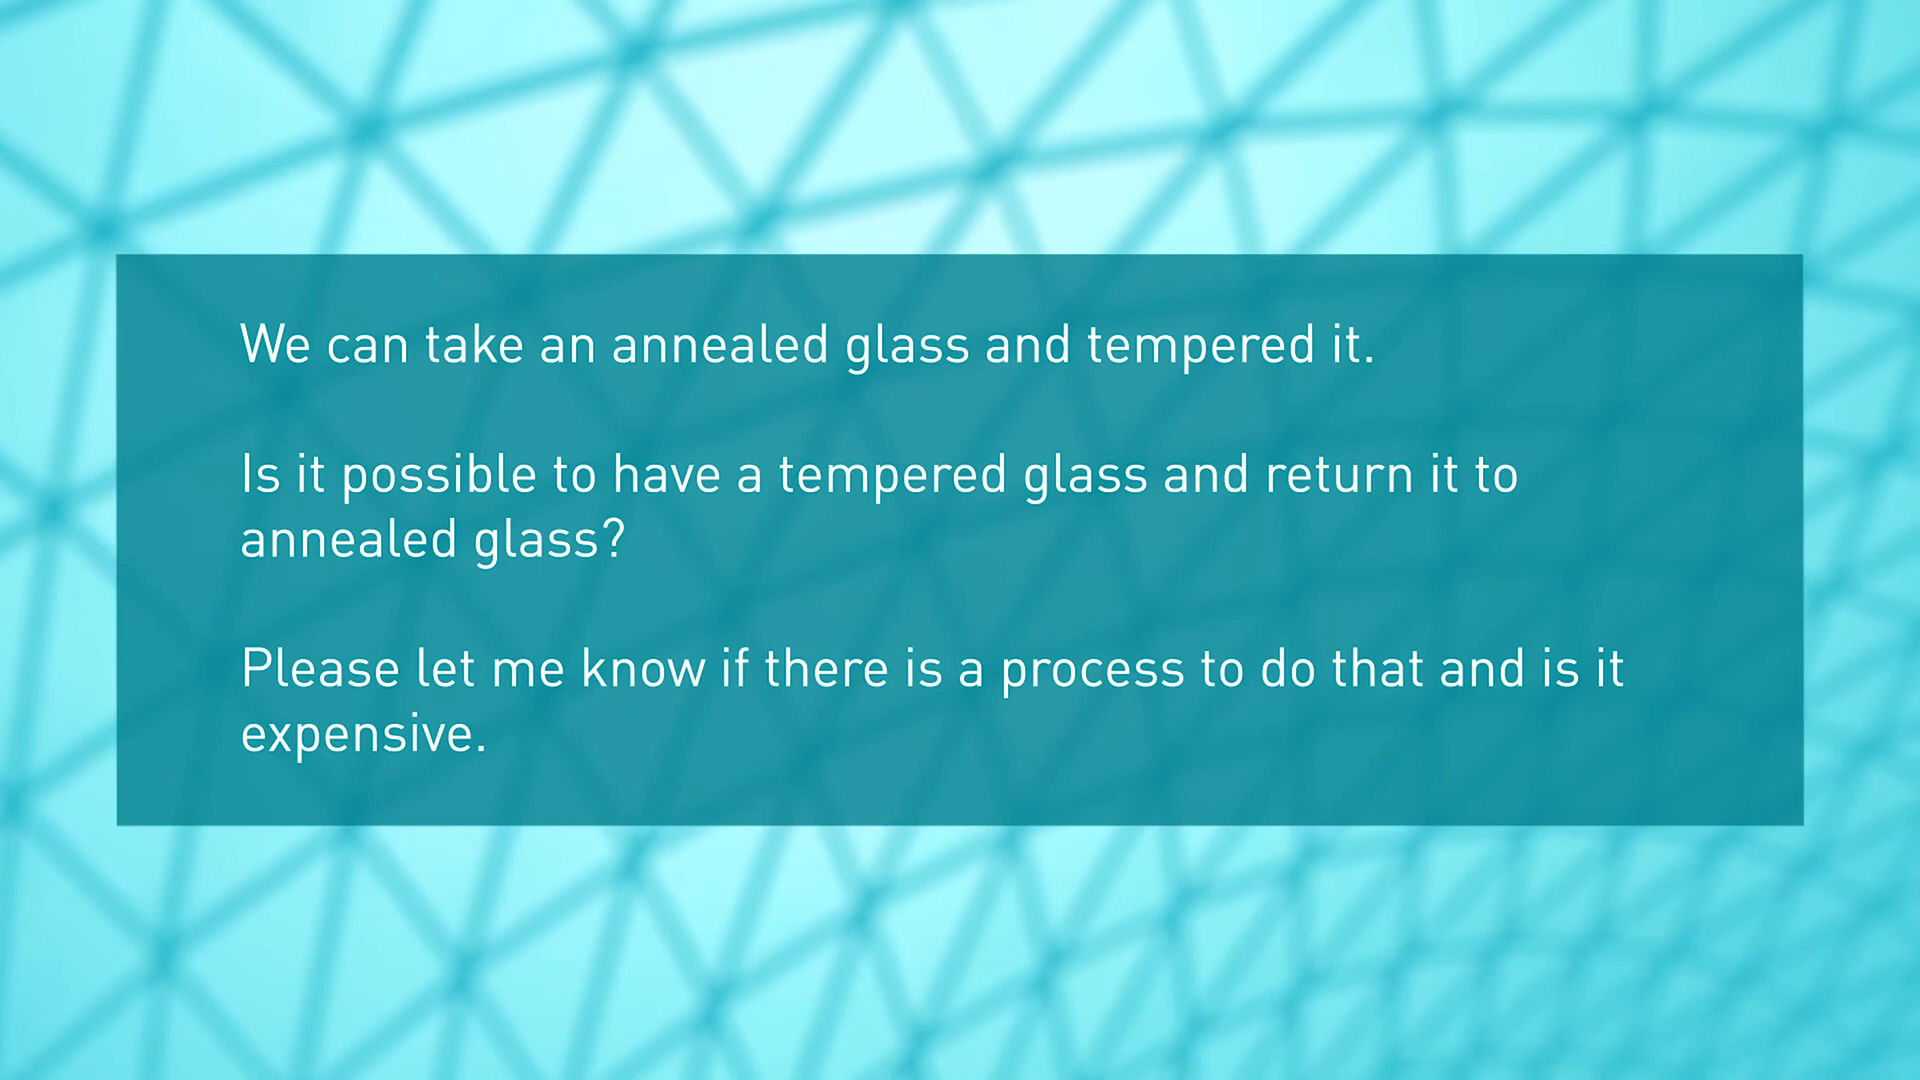 We can take an annealed glass and tempered it.
Is it possible to have a tempered glass and return it to
annealed glass?
Please let me know if there is a process to do that and is it
expensive.